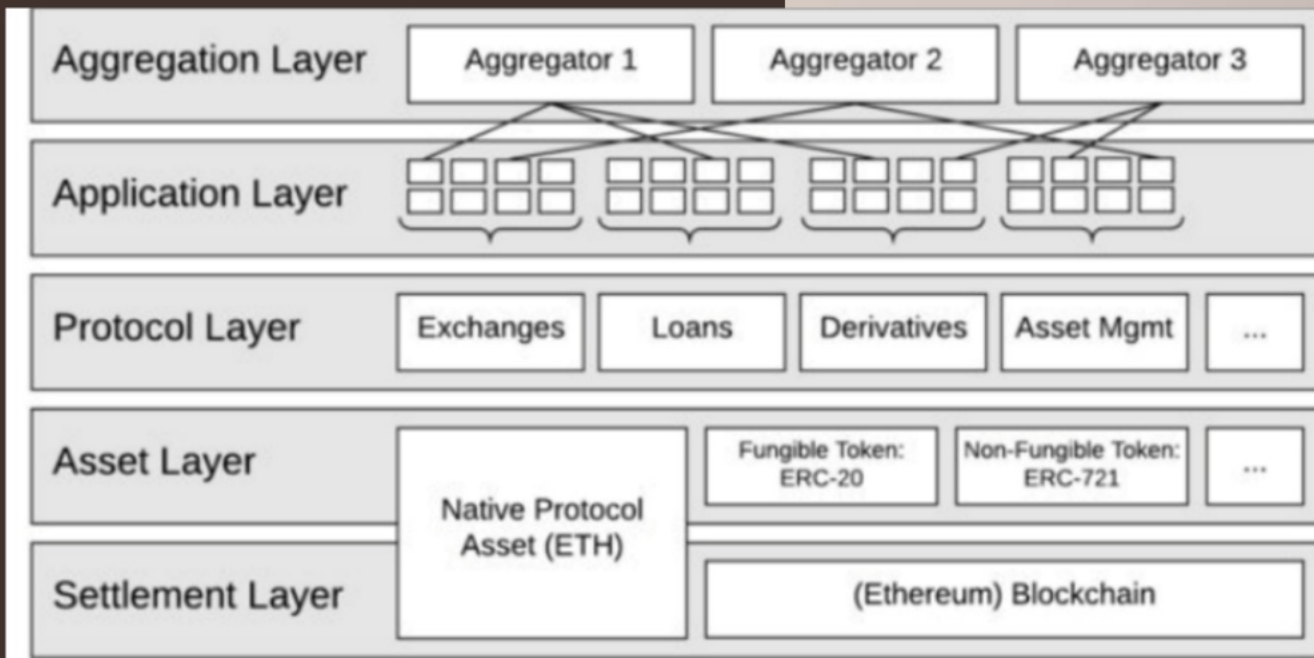 Aggregation Layer
Aggregator 1
Aggregator 2
Aggregator 3
Application Layer
Protocol Layer
Exchanges
Loans
Derivatives
Asset Mgmt
...
Asset Layer
Native Protocol
Asset (ETH)
Fungible Token:
ERC-20
Non-Fungible Token:
ERC-721
...
Settlement Layer
(Ethereum) Blockchain